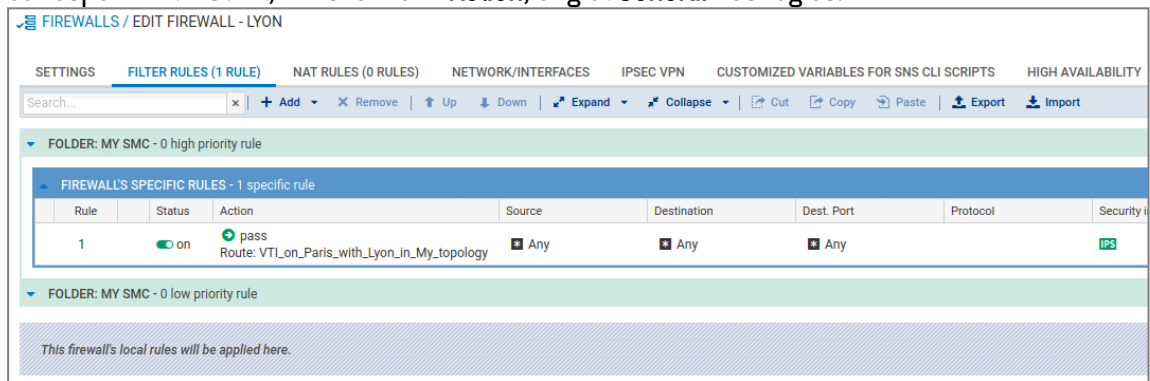 FIREWALLS / EDIT FIREWALL - LYON
SETTINGS FILTER RULES (1 RULE) NAT RULES (0 RULES) NETWORK/INTERFACES IPSEC VPN CUSTOMIZED VARIABLES FOR SNS CLI SCRIPTS HIGH AVAILABILITY
Search... x + Add Remove Up Down Expand Collapse Cut Copy Paste Export Import
FOLDER: MY SMC - 0 high priority rule
FIREWALL'S SPECIFIC RULES - 1 specific rule
Rule Status Action Source Destination Dest. Port Protocol Security i
1 on pass Any Any Any IPS
Route: VTI_on_Paris_with_Lyon_in_My_topology
FOLDER: MY SMC - 0 low priority rule
This firewall's local rules will be applied here.